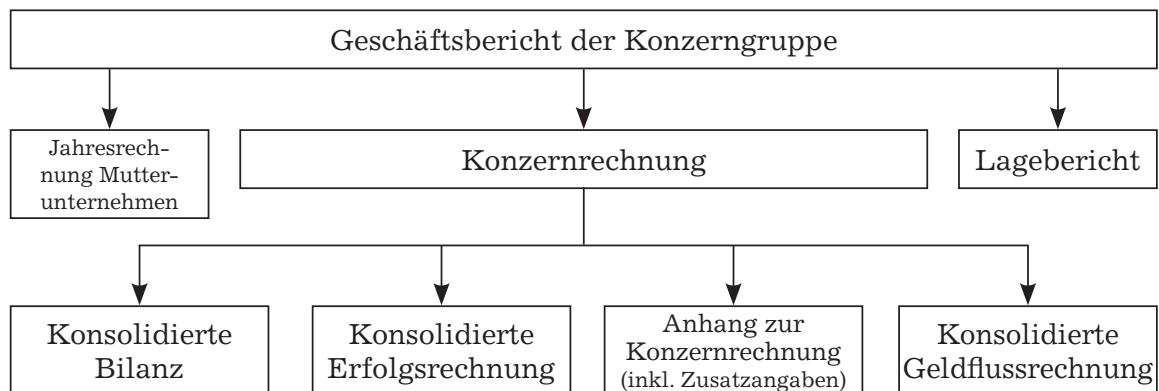 Geschäftsbericht der Konzerngruppe
Jahresrech-
nung Mutter-
unternehmen
Konzernrechnung
Lagebericht
Konsolidierte
Bilanz
Konsolidierte
Erfolgsrechnung
Anhang zur
Konzernrechnung
(inkl. Zusatzangaben)
Konsolidierte
Geldflussrechnung